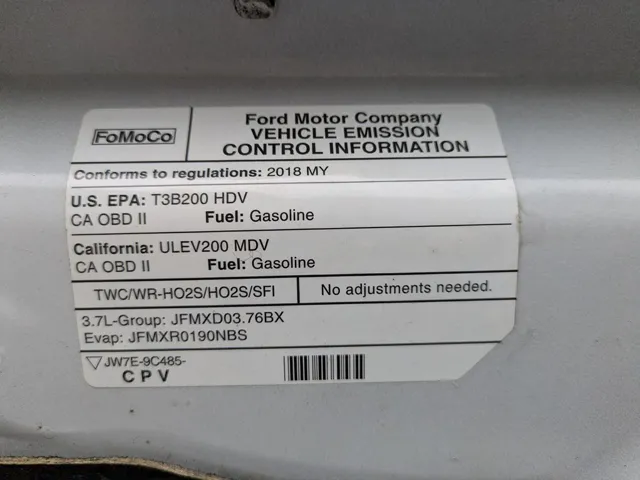 FoMoCo
Ford Motor Company
VEHICLE EMISSION
CONTROL INFORMATION
Conforms to regulations: 2018 MY
U.S. EPA: T3B200 HDV
CA OBD II Fuel: Gasoline
California: ULEV200 MDV
CA OBD II Fuel: Gasoline
TWC/WR-HO2S/HO2S/SFI No adjustments needed.
3.7L-Group: JFMXD03.76BX
Evap: JFMXR0190NBS
JW7E-9C485-
C P V